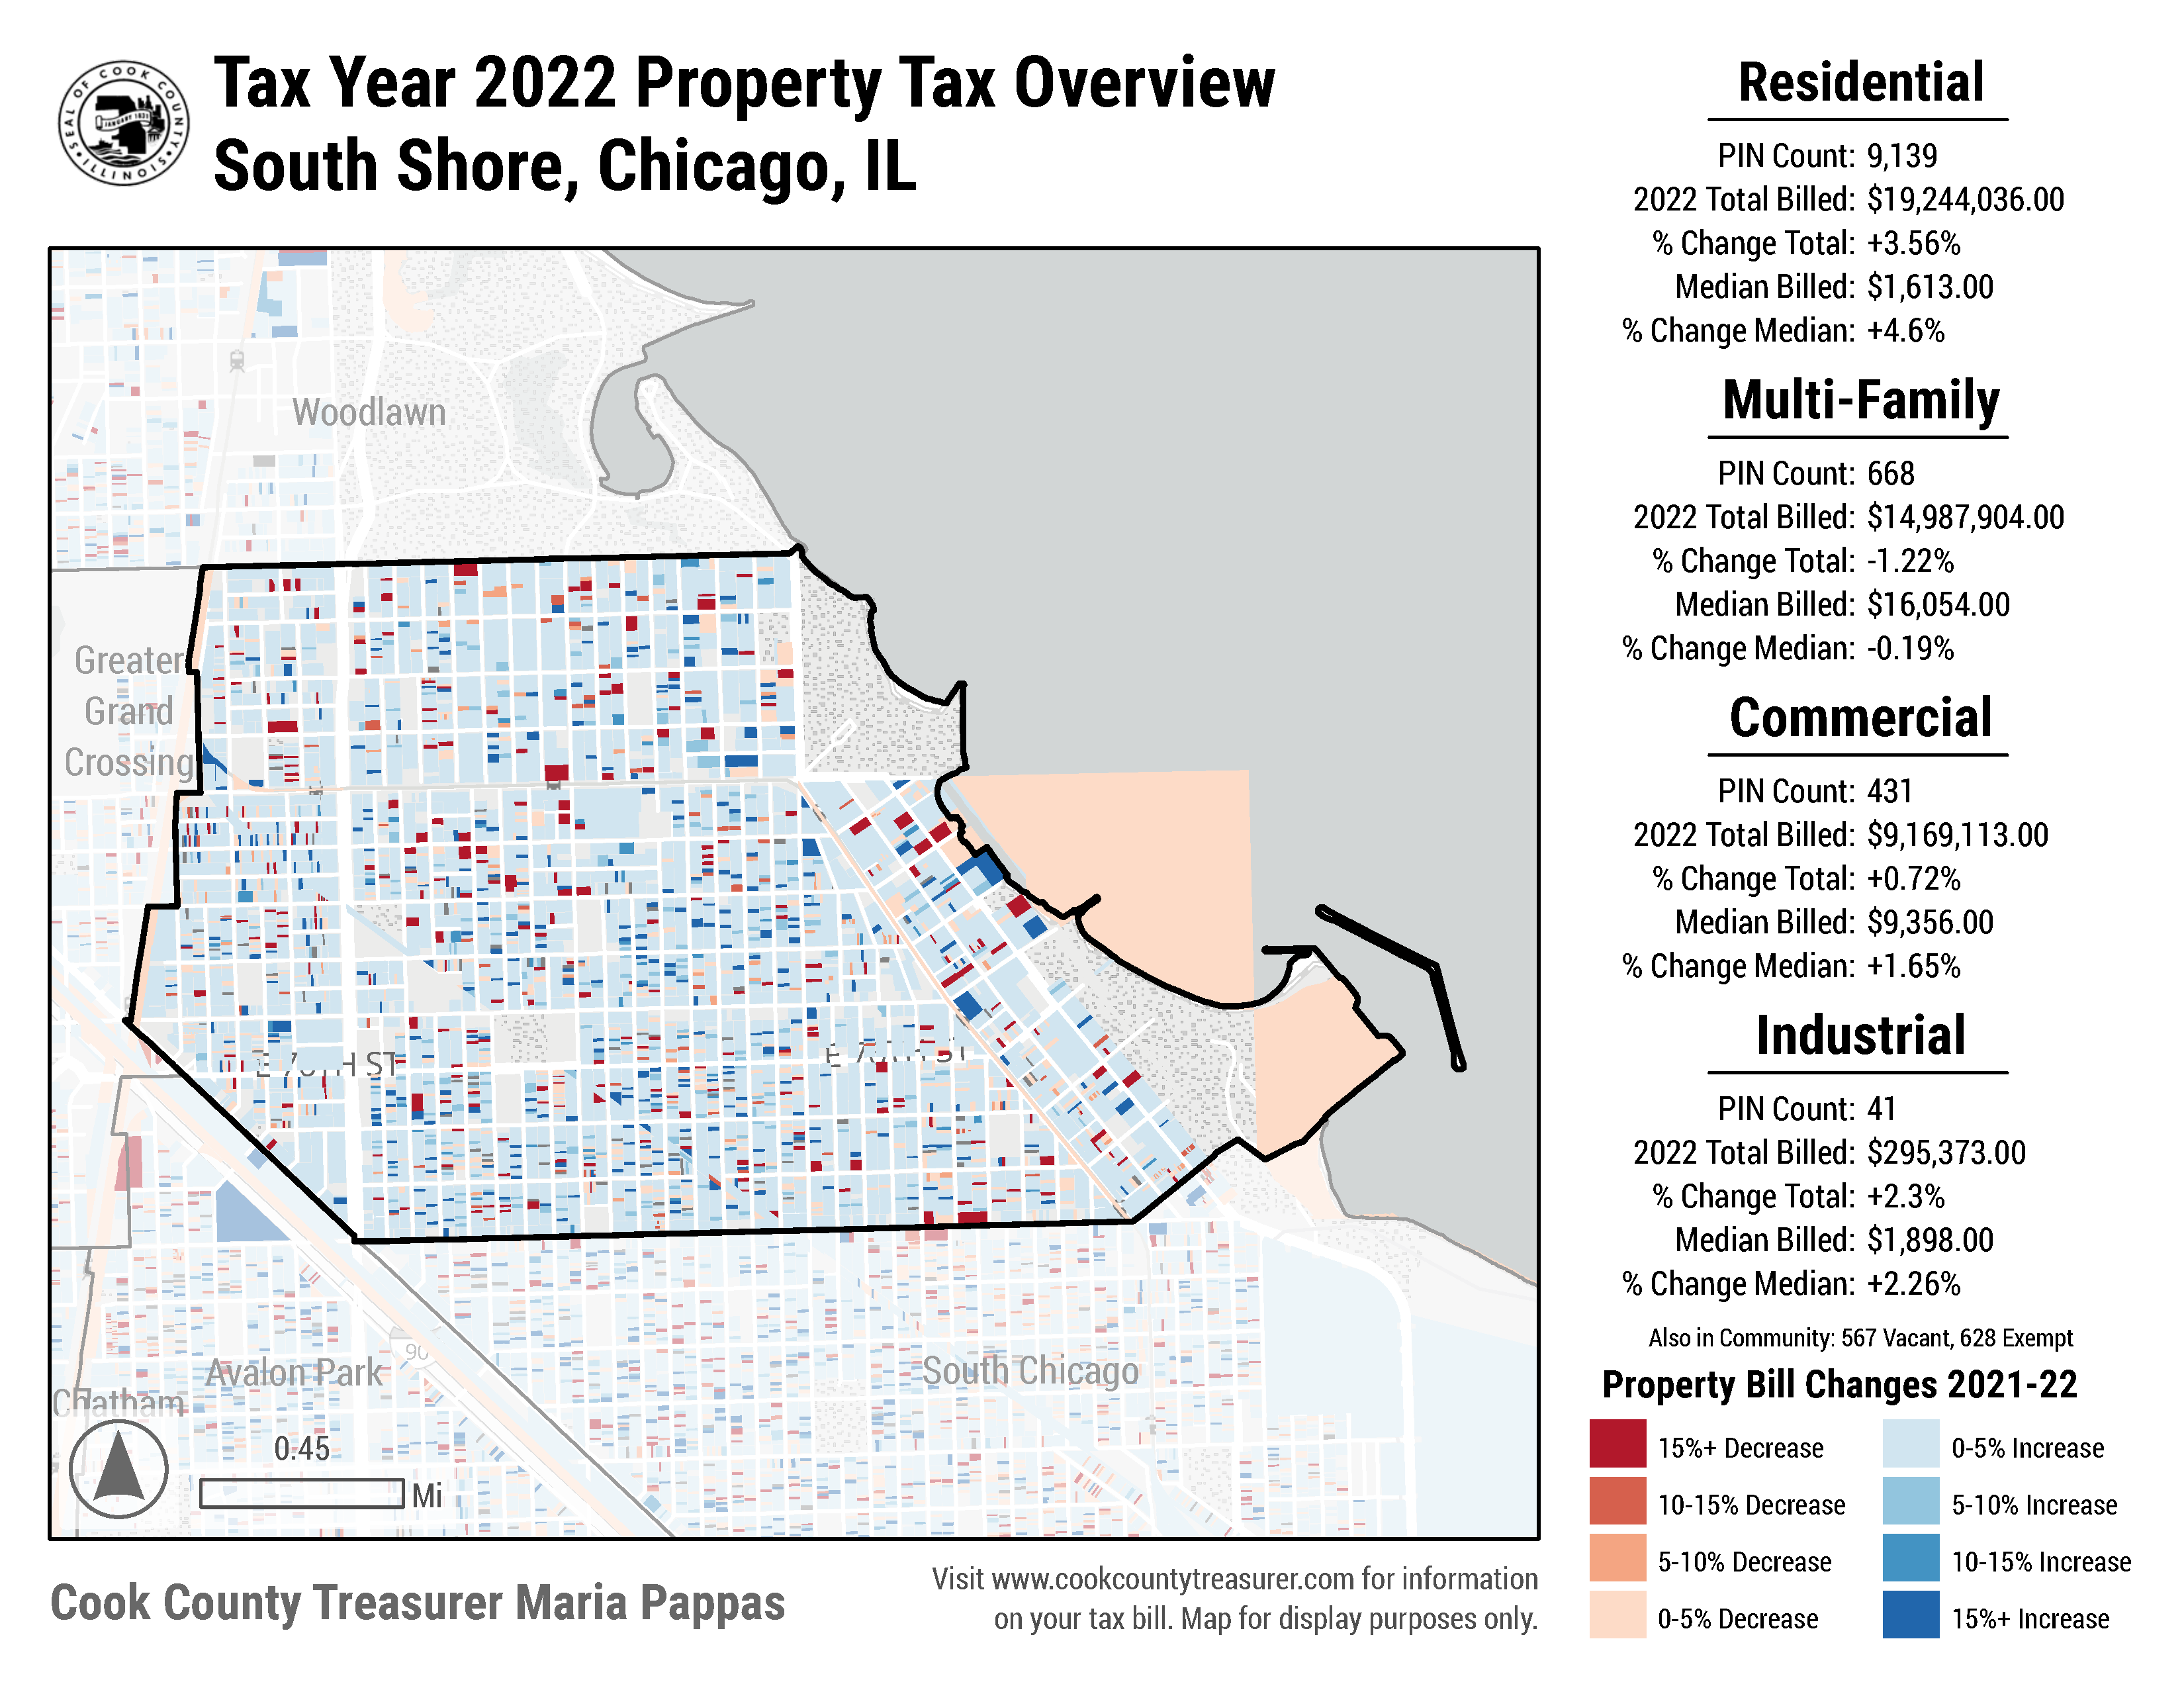 SEAL OF COOK COUNTY • ILLINOIS •
JANUARY 1831
Tax Year 2022 Property Tax Overview
South Shore, Chicago, IL
Woodlawn
Greater
Grand
Crossing
Avalon Park
Chatham
South Chicago
90
0.45
Mi
Cook County Treasurer Maria Pappas
Visit www.cookcountytreasurer.com for information
on your tax bill. Map for display purposes only.
Residential
PIN Count: 9,139
2022 Total Billed: $19,244,036.00
% Change Total: +3.56%
Median Billed: $1,613.00
% Change Median: +4.6%
Multi-Family
PIN Count: 668
2022 Total Billed: $14,987,904.00
% Change Total: -1.22%
Median Billed: $16,054.00
% Change Median: -0.19%
Commercial
PIN Count: 431
2022 Total Billed: $9,169,113.00
% Change Total: +0.72%
Median Billed: $9,356.00
% Change Median: +1.65%
Industrial
PIN Count: 41
2022 Total Billed: $295,373.00
% Change Total: +2.3%
Median Billed: $1,898.00
% Change Median: +2.26%
Also in Community: 567 Vacant, 628 Exempt
Property Bill Changes 2021-22
15%+ Decrease
10-15% Decrease
5-10% Decrease
0-5% Decrease
0-5% Increase
5-10% Increase
10-15% Increase
15%+ Increase